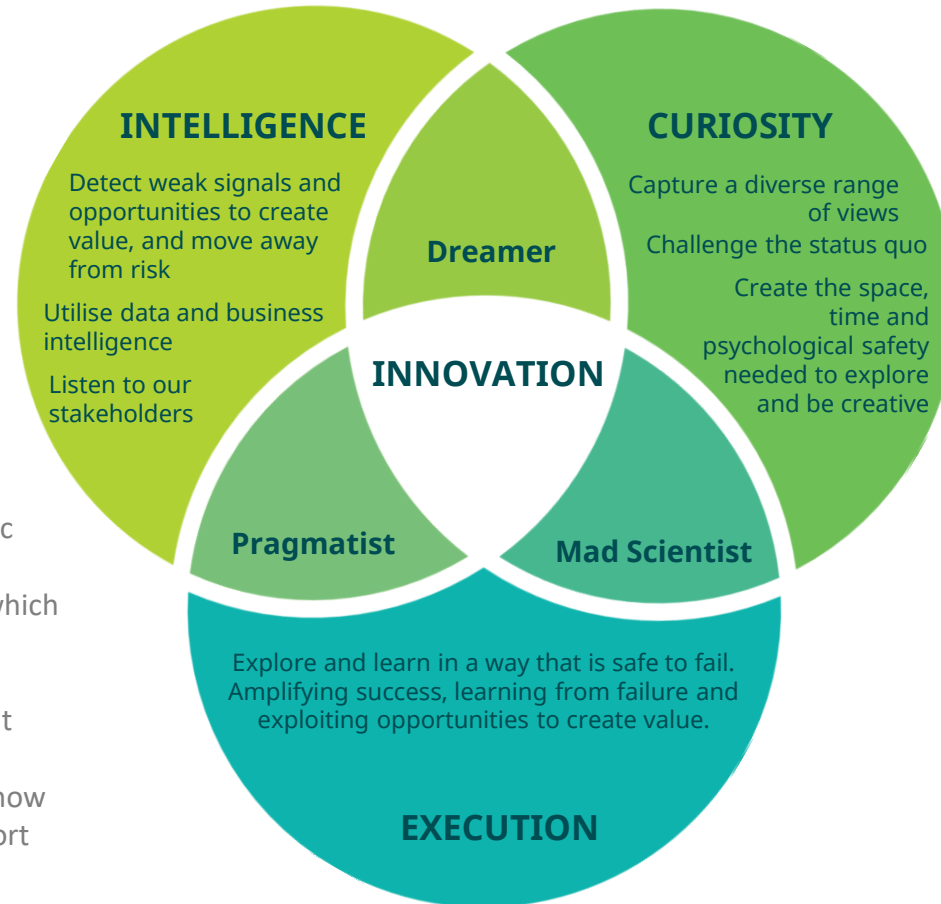 INTELLIGENCE
Detect weak signals and
opportunities to create
value, and move away
from risk
Utilise data and business
intelligence
Listen to our
stakeholders
CURIOSITY
Capture a diverse range
of views
Challenge the status quo
Create the space,
time and
psychological safety
needed to explore
and be creative
Dreamer
INNOVATION
Pragmatist
Mad Scientist
Explore and learn in a way that is safe to fail.
Amplifying success, learning from failure and
exploiting opportunities to create value.
EXECUTION